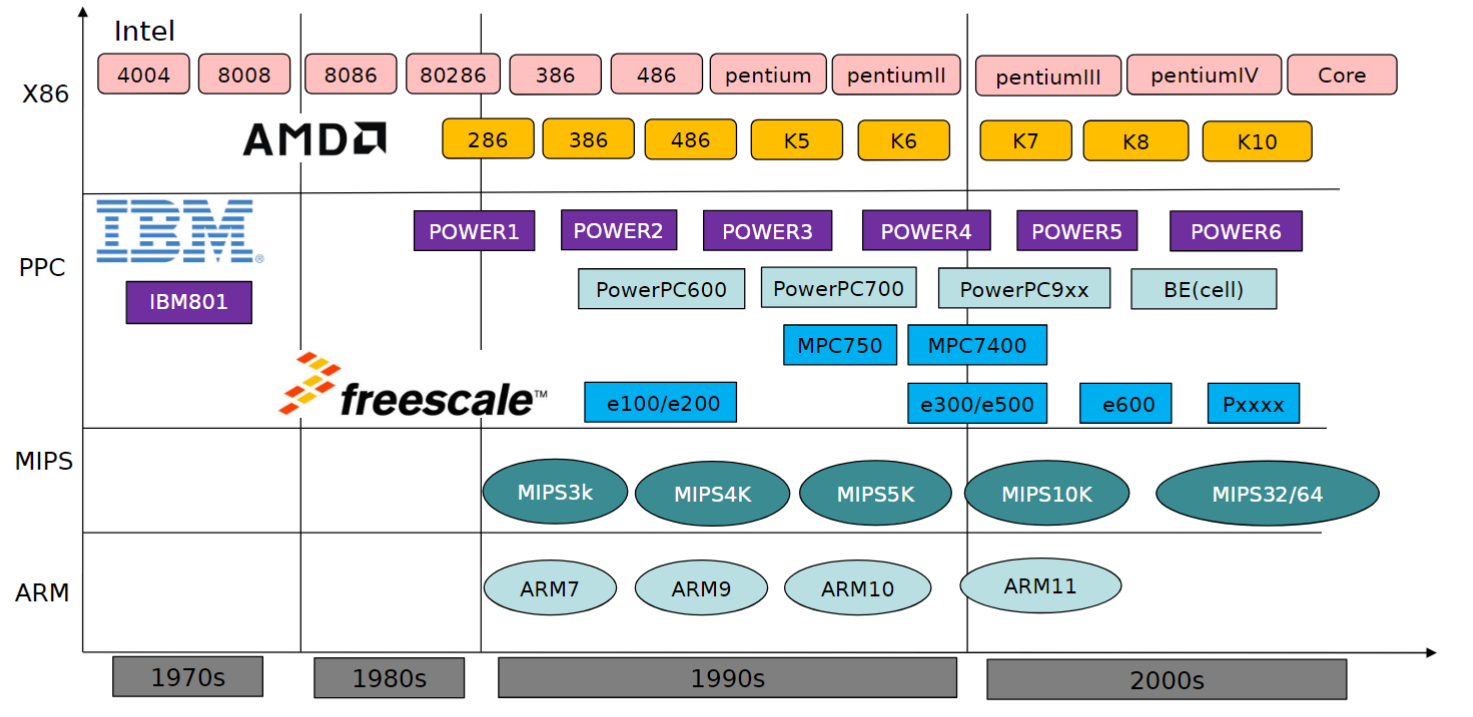 Intel
X86
4004 8008 8086 80286 386 486 pentium pentiumII pentiumIII pentiumIV Core
AMD 286 386 486 K5 K6 K7 K8 K10
PPC
IBM®
POWER1 POWER2 POWER3 POWER4 POWER5 POWER6
IBM801 PowerPC600 PowerPC700 PowerPC9xx BE(cell)
MPC750 MPC7400
freescale™ e100/e200 e300/e500 e600 Pxxxx
MIPS
MIPS3k MIPS4K MIPS5K MIPS10K MIPS32/64
ARM
ARM7 ARM9 ARM10 ARM11
1970s 1980s 1990s 2000s